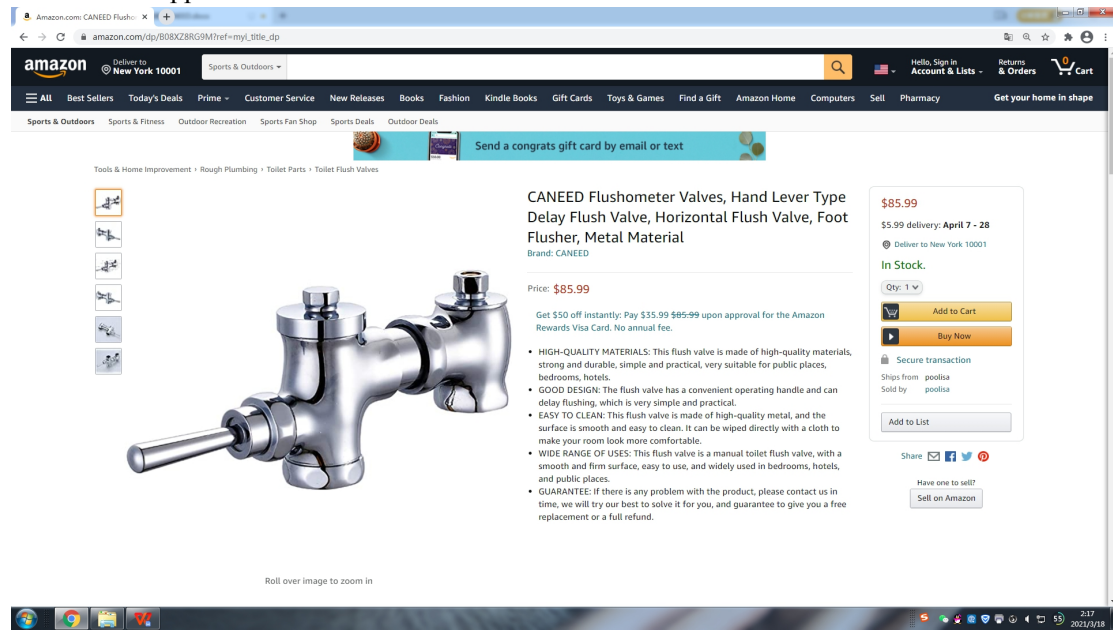 Amazon.com: CANEED Flusho
amazon.com/dp/B08XZ8RG9M?ref=myi_title_dp
amazon
Deliver to
New York 10001
Sports & Outdoors
Hello, Sign in
Account & Lists
Returns
& Orders
0
Cart
All Best Sellers Today's Deals Prime Customer Service New Releases Books Fashion Kindle Books Gift Cards Toys & Games Find a Gift Amazon Home Computers Sell Pharmacy Get your home in shape
Sports & Outdoors Sports & Fitness Outdoor Recreation Sports Fan Shop Sports Deals Outdoor Deals
Send a congrats gift card by email or text
Tools & Home Improvement › Rough Plumbing › Toilet Parts › Toilet Flush Valves
CANEED Flushometer Valves, Hand Lever Type
Delay Flush Valve, Horizontal Flush Valve, Foot
Flusher, Metal Material
Brand: CANEED
Price: $85.99
Get $50 off instantly: Pay $35.99 $85.99 upon approval for the Amazon
Rewards Visa Card. No annual fee.
• HIGH-QUALITY MATERIALS: This flush valve is made of high-quality materials,
strong and durable, simple and practical, very suitable for public places,
bedrooms, hotels.
• GOOD DESIGN: The flush valve has a convenient operating handle and can
delay flushing, which is very simple and practical.
• EASY TO CLEAN: This flush valve is made of high-quality metal, and the
surface is smooth and easy to clean. It can be wiped directly with a cloth to
make your room look more comfortable.
• WIDE RANGE OF USES: This flush valve is a manual toilet flush valve, with a
smooth and firm surface, easy to use, and widely used in bedrooms, hotels,
and public places.
• GUARANTEE: If there is any problem with the product, please contact us in
time, we will try our best to solve it for you, and guarantee to give you a free
replacement or a full refund.
Roll over image to zoom in
$85.99
$5.99 delivery: April 7 - 28
Deliver to New York 10001
In Stock.
Qty: 1
Add to Cart
Buy Now
Secure transaction
Ships from poolisa
Sold by poolisa
Add to List
Share
Have one to sell?
Sell on Amazon
55
2:17
2021/3/18